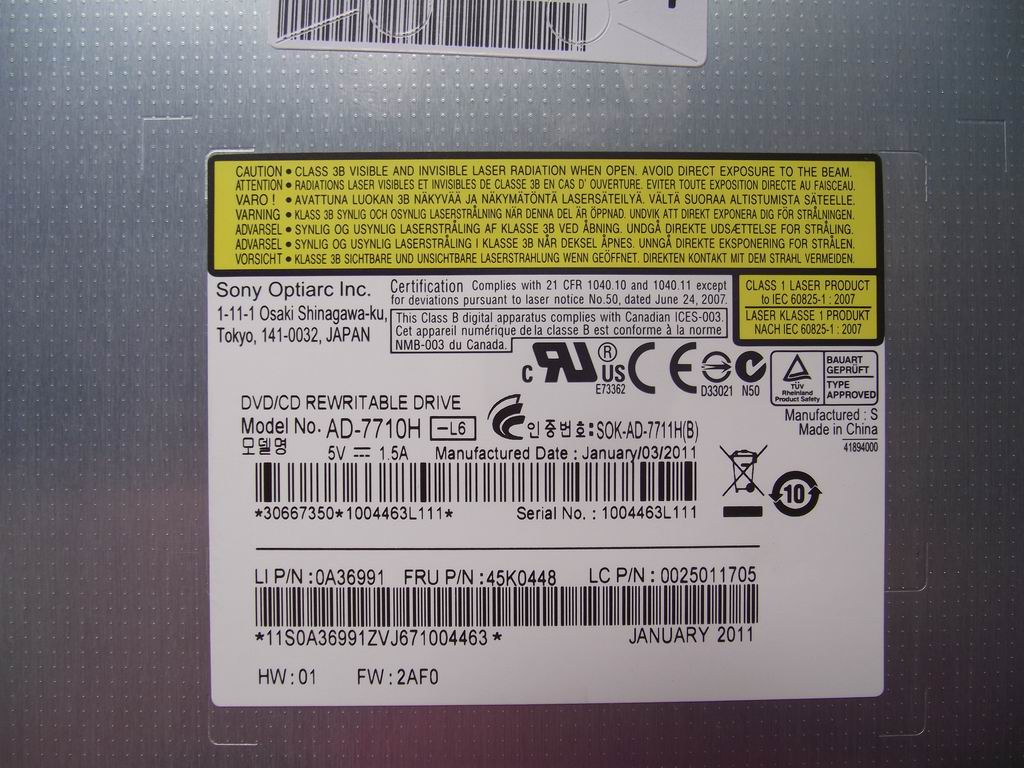 CAUTION • CLASS 3B VISIBLE AND INVISIBLE LASER RADIATION WHEN OPEN. AVOID DIRECT EXPOSURE TO THE BEAM.
ATTENTION • RADIATIONS LASER VISIBLES ET INVISIBLES DE CLASSE 3B EN CAS D' OUVERTURE. EVITER TOUTE EXPOSITION DIRECTE AU FAISCEAU.
VARO ! • AVATTUNA LUOKAN 3B NÄKYVÄÄ JA NÄKYMÄTÖNTÄ LASERSÄTEILYÄ. VÄLTÄ SUORAA ALTISTUMISTA SÄTEELLE.
VARNING • KLASS 3B SYNLIG OCH OSYNLIG LASERSTRÅLNING NÄR DENNA DEL ÄR ÖPPNAD. UNDVIK ATT DIREKT EXPONERA DIG FÖR STRÅLNINGEN.
ADVARSEL • SYNLIG OG USYNLIG LASERSTRÅLING AF KLASSE 3B VED ÅBNING. UNDGÅ DIREKTE UDSÆTTELSE FOR STRÅLING.
ADVARSEL • SYNLIG OG USYNLIG LASERSTRÅLING I KLASSE 3B NÅR DEKSEL ÅPNES. UNNGÅ DIREKTE EKSPONERING FOR STRÅLEN.
VORSICHT • KLASSE 3B SICHTBARE UND UNSICHTBARE LASERSTRAHLUNG WENN GEÖFFNET. DIREKTEN KONTAKT MIT DEM STRAHL VERMEIDEN.
Sony Optiarc Inc.
1-11-1 Osaki Shinagawa-ku,
Tokyo, 141-0032, JAPAN
Certification Complies with 21 CFR 1040.10 and 1040.11 except
for deviations pursuant to laser notice No.50, dated June 24, 2007.
This Class B digital apparatus complies with Canadian ICES-003.
Cet appareil numérique de la classe B est conforme à la norme
NMB-003 du Canada.
CLASS 1 LASER PRODUCT
to IEC 60825-1 : 2007
LASER KLASSE 1 PRODUKT
NACH IEC 60825-1 : 2007
C RU ® US CE
E73362 D33021 N50
TÜV
Rheinland
Product Safety
BAUART
GEPRÜFT
TYPE
APPROVED
DVD/CD REWRITABLE DRIVE
Model No. AD-7710H -L6
모델명
인증번호: SOK-AD-7711H(B)
Manufactured : S
Made in China
41894000
5V ⎓ 1.5A Manufactured Date : January/03/2011
*30667350*1004463L111* Serial No. : 1004463L111
10
LI P/N :0A36991 FRU P/N :45K0448 LC P/N : 0025011705
*11S0A36991ZVJ671004463 * JANUARY 2011
HW : 01 FW : 2AF0